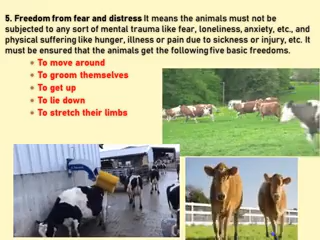 5. Freedom from fear and distress It means the animals must not be
subjected to any sort of mental trauma like fear, loneliness, anxiety, etc., and
physical suffering like hunger, illness or pain due to sickness or injury, etc. It
must be ensured that the animals get the following five basic freedoms.
• To move around
• To groom themselves
• To get up
• To lie down
• To stretch their limbs